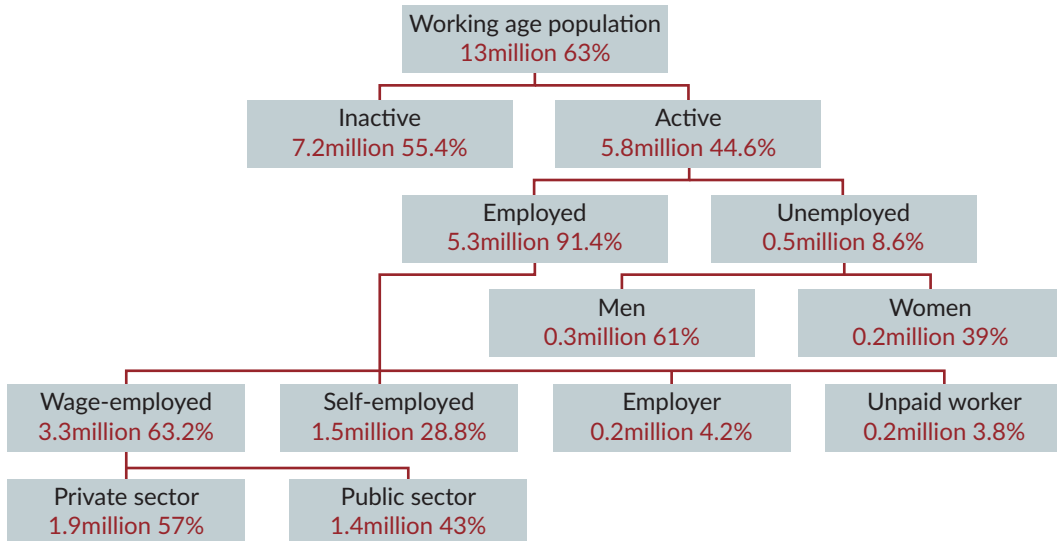 Working age population
13million 63%
Inactive
7.2million 55.4%
Active
5.8million 44.6%
Employed
5.3million 91.4%
Unemployed
0.5million 8.6%
Men
0.3million 61%
Women
0.2million 39%
Wage-employed
3.3million 63.2%
Self-employed
1.5million 28.8%
Employer
0.2million 4.2%
Unpaid worker
0.2million 3.8%
Private sector
1.9million 57%
Public sector
1.4million 43%